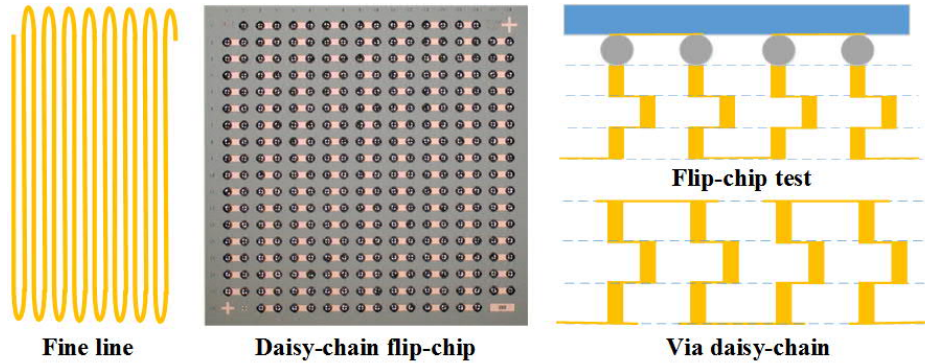 Flip-chip test
Fine line
Daisy-chain flip-chip
Via daisy-chain